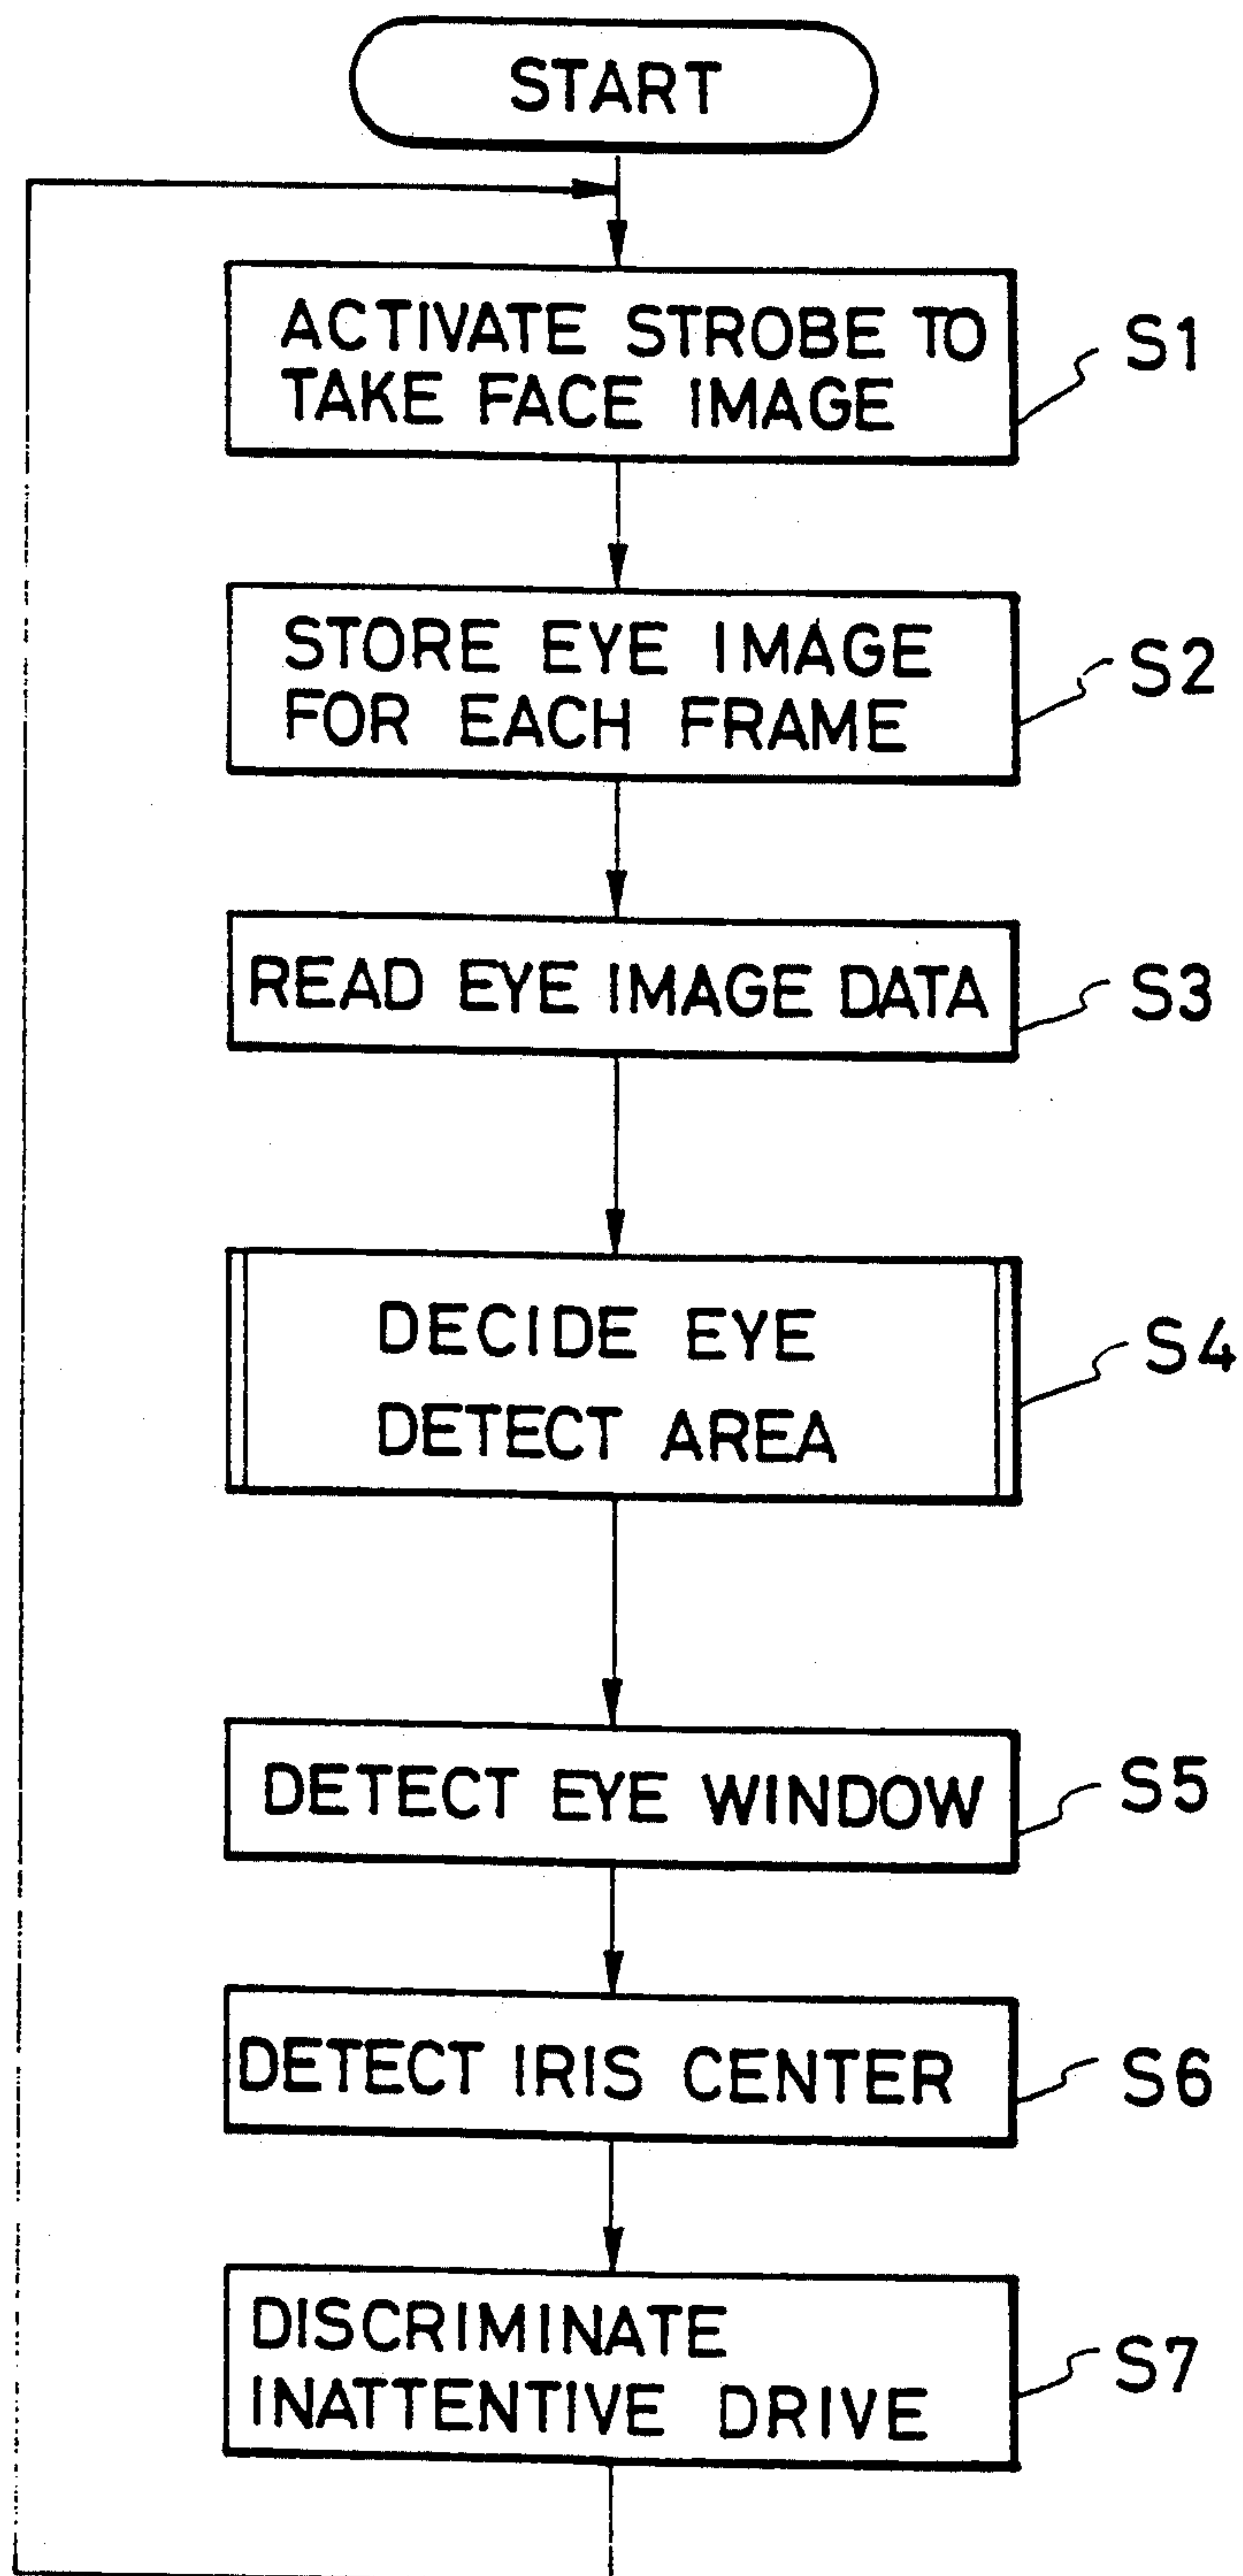 START
ACTIVATE STROBE TO
TAKE FACE IMAGE
S1
STORE EYE IMAGE
FOR EACH FRAME
S2
READ EYE IMAGE DATA
S3
DECIDE EYE
DETECT AREA
S4
DETECT EYE WINDOW
S5
DETECT IRIS CENTER
S6
DISCRIMINATE
INATTENTIVE DRIVE
S7